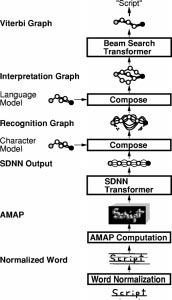 "Script"
Viterbi Graph
Beam Search
Transformer
Interpretation Graph
Language
Model
Compose
Recognition Graph
Character
Model
Compose
SDNN Output
SDNN
Transformer
AMAP
Script
AMAP Computation
Normalized Word
Script
Word Normalization
Script